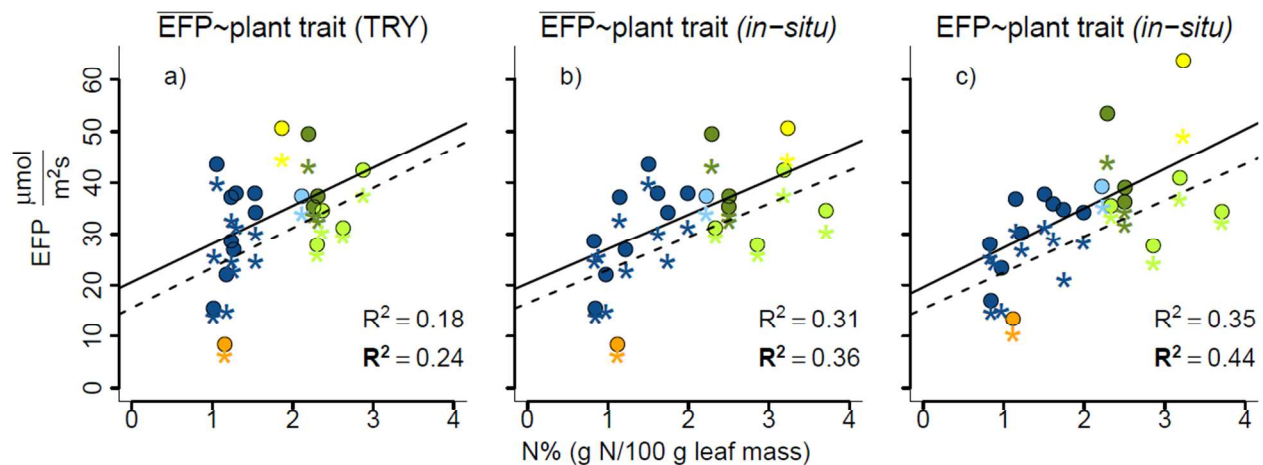 EFP~plant trait (TRY)
EFP~plant trait (in−situ)
EFP~plant trait (in−situ)
a)
b)
c)
EFP μmol/m²s
0 10 20 30 40 50 60
R² = 0.18
R² = 0.24
R² = 0.31
R² = 0.36
R² = 0.35
R² = 0.44
0 1 2 3 4
0 1 2 3 4
0 1 2 3 4
N% (g N/100 g leaf mass)